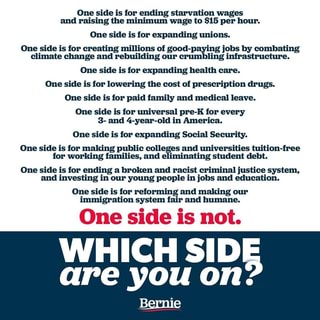 One side is for ending starvation wages
and raising the minimum wage to $15 per hour.
One side is for expanding unions.
One side is for creating millions of good-paying jobs by combating
climate change and rebuilding our crumbling infrastructure.
One side is for expanding health care.
One side is for lowering the cost of prescription drugs.
One side is for paid family and medical leave.
One side is for universal pre-K for every
3- and 4-year-old in America.
One side is for expanding Social Security.
One side is for making public colleges and universities tuition-free
for working families, and eliminating student debt.
One side is for ending a broken and racist criminal justice system,
and investing in our young people in jobs and education.
One side is for reforming and making our
immigration system fair and humane.
One side is not.
WHICH SIDE
are you on?
Bernie